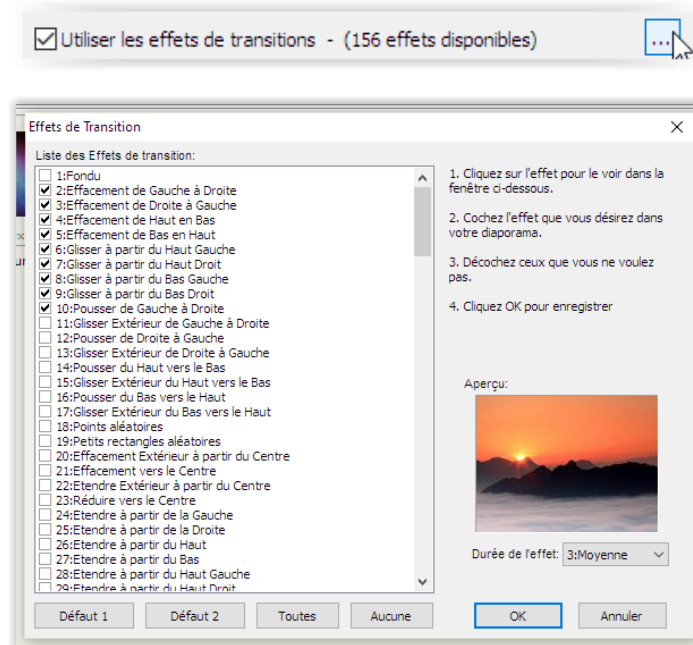 Utiliser les effets de transitions - (156 effets disponibles)
...
Effets de Transition
Liste des Effets de transition:
1:Fondu
2:Effacement de Gauche à Droite
3:Effacement de Droite à Gauche
4:Effacement de Haut en Bas
5:Effacement de Bas en Haut
6:Glisser à partir du Haut Gauche
7:Glisser à partir du Haut Droit
8:Glisser à partir du Bas Gauche
9:Glisser à partir du Bas Droit
10:Pousser de Gauche à Droite
11:Glisser Extérieur de Gauche à Droite
12:Pousser de Droite à Gauche
13:Glisser Extérieur de Droite à Gauche
14:Pousser du Haut vers le Bas
15:Glisser Extérieur du Haut vers le Bas
16:Pousser du Bas vers le Haut
17:Glisser Extérieur du Bas vers le Haut
18:Points aléatoires
19:Petits rectangles aléatoires
20:Effacement Extérieur à partir du Centre
21:Effacement vers le Centre
22:Etendre Extérieur à partir du Centre
23:Réduire vers le Centre
24:Etendre à partir de la Gauche
25:Etendre à partir de la Droite
26:Etendre à partir du Haut
27:Etendre à partir du Bas
28:Etendre à partir du Haut Gauche
29:Etendre à partir du Haut Droit
1. Cliquez sur l'effet pour le voir dans la
fenêtre ci-dessous.
2. Cochez l'effet que vous désirez dans
votre diaporama.
3. Décochez ceux que vous ne voulez
pas.
4. Cliquez OK pour enregistrer
Aperçu:
Durée de l'effet: 3:Moyenne
Défaut 1 Défaut 2 Toutes Aucune OK Annuler